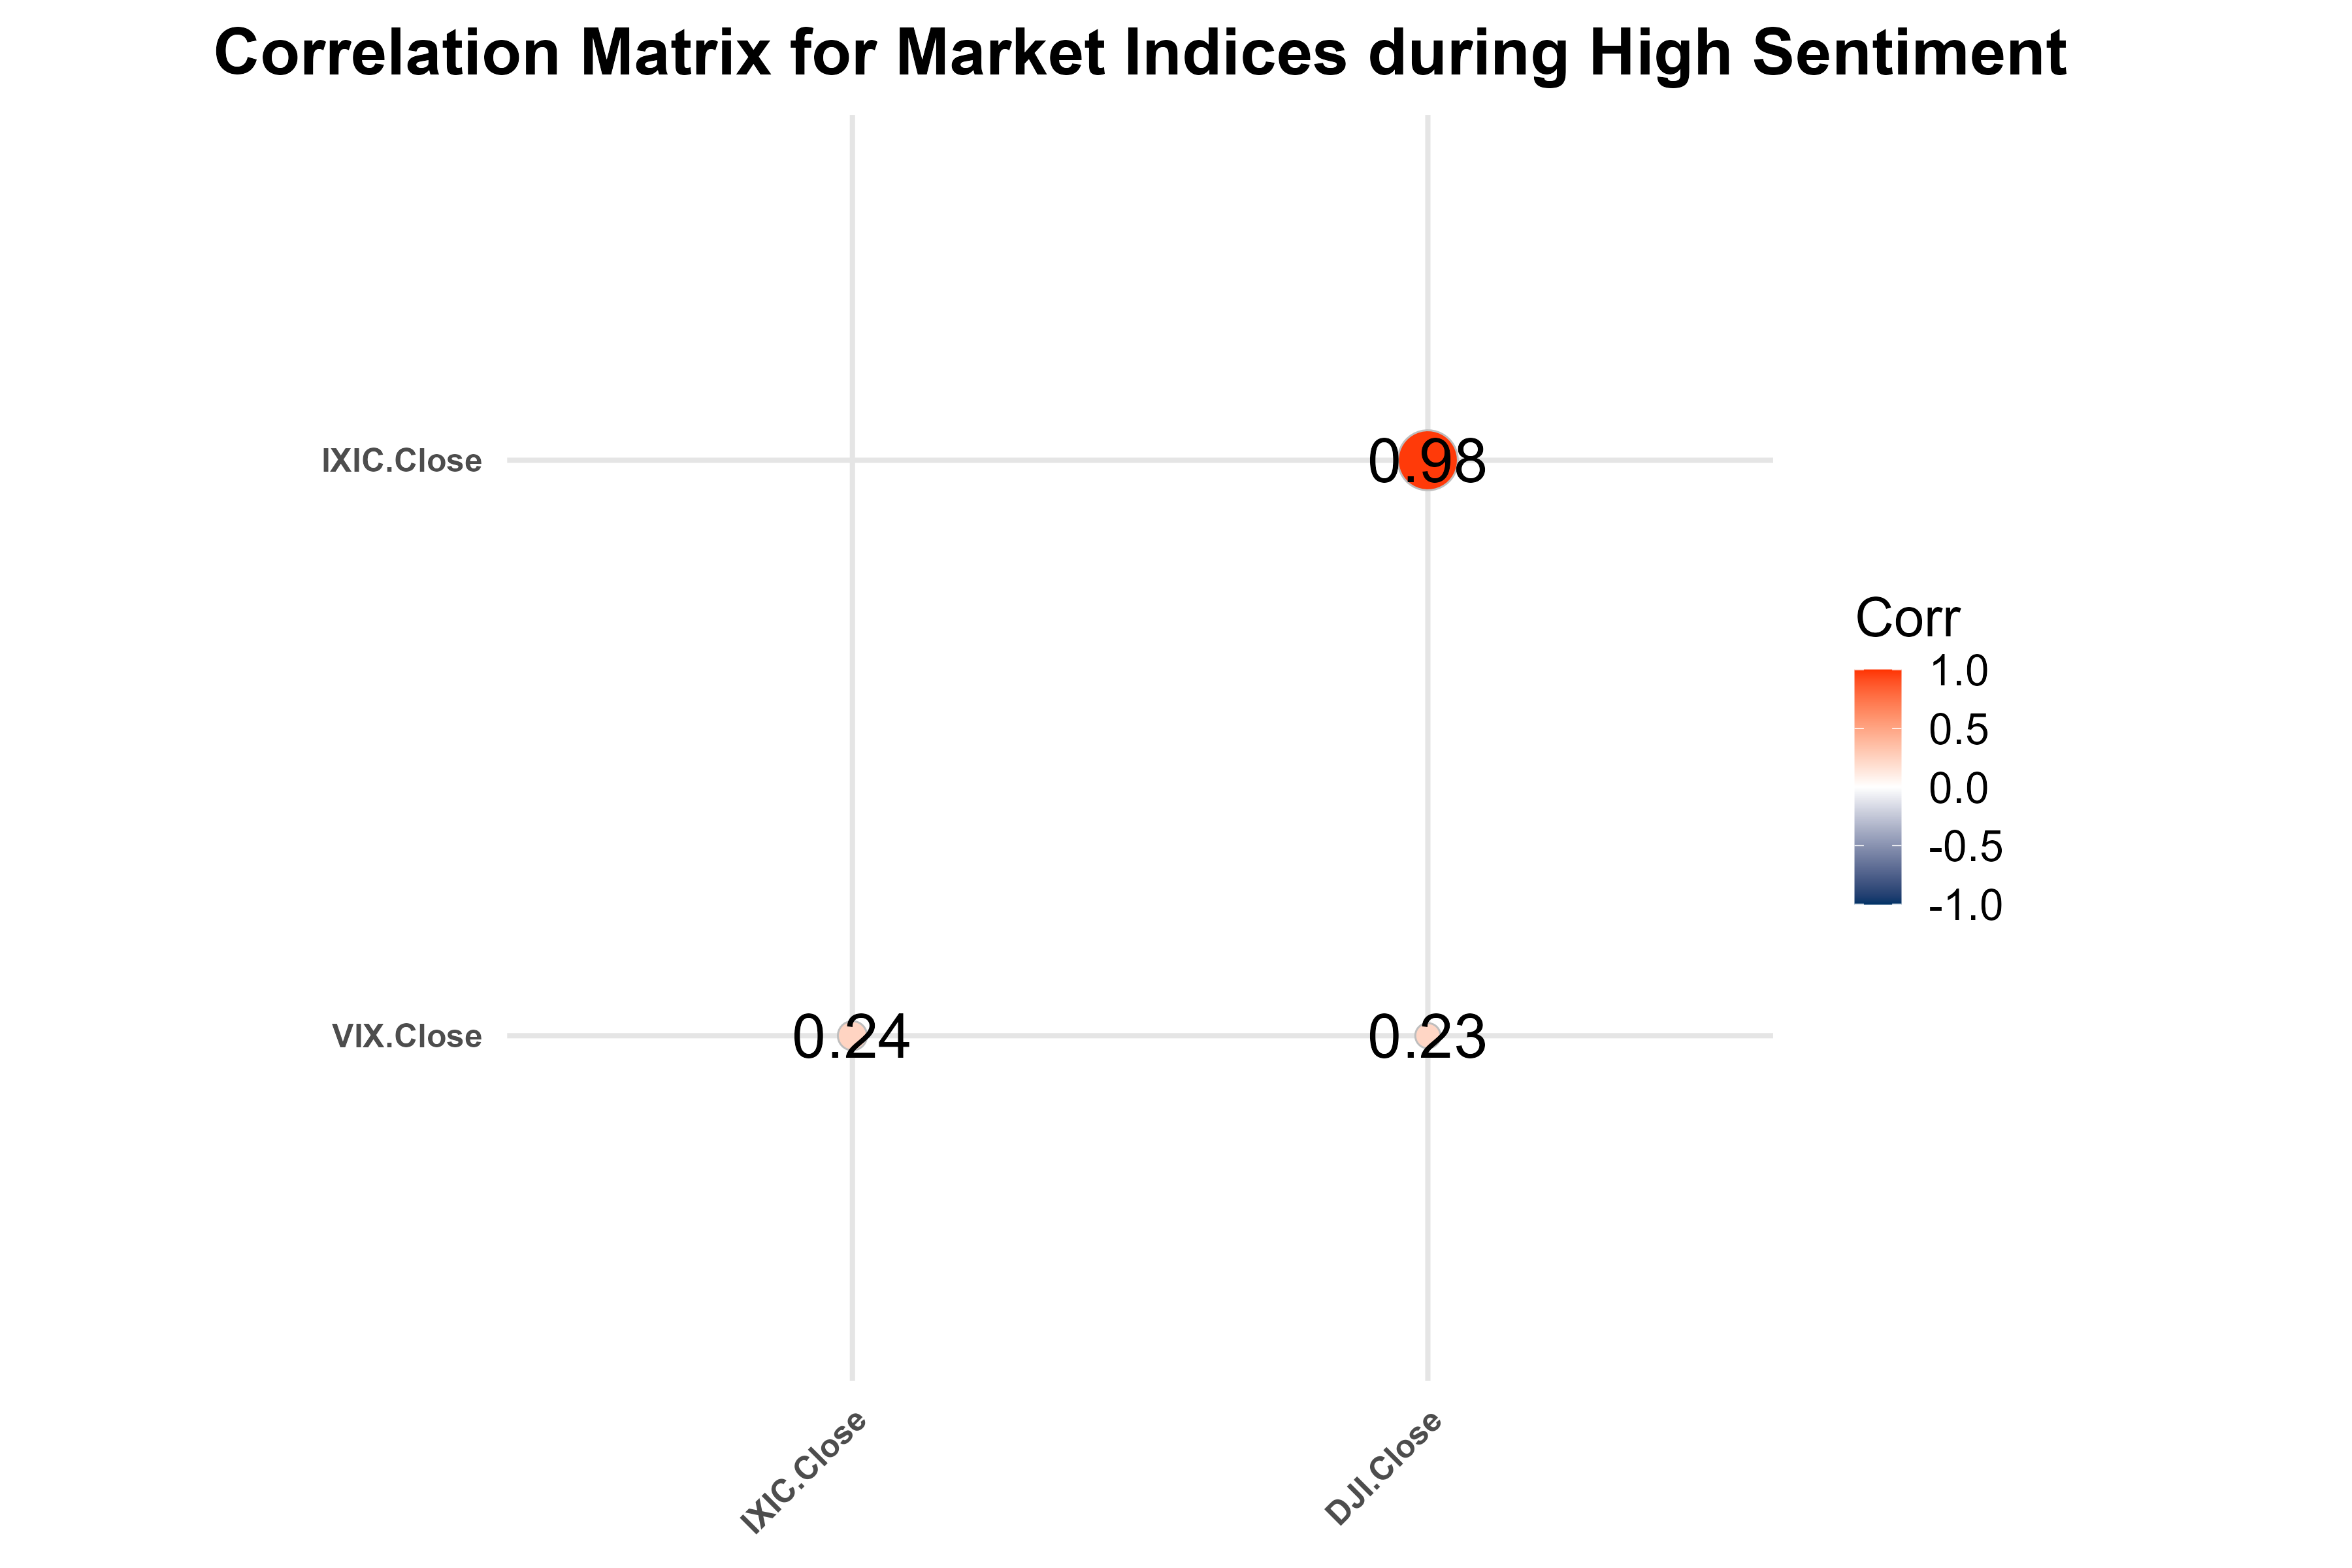 Correlation Matrix for Market Indices during High Sentiment
IXIC.Close
0.98
Corr
1.0
0.5
0.0
-0.5
-1.0
VIX.Close
0.24
0.23
IXIC.Close
DJI.Close